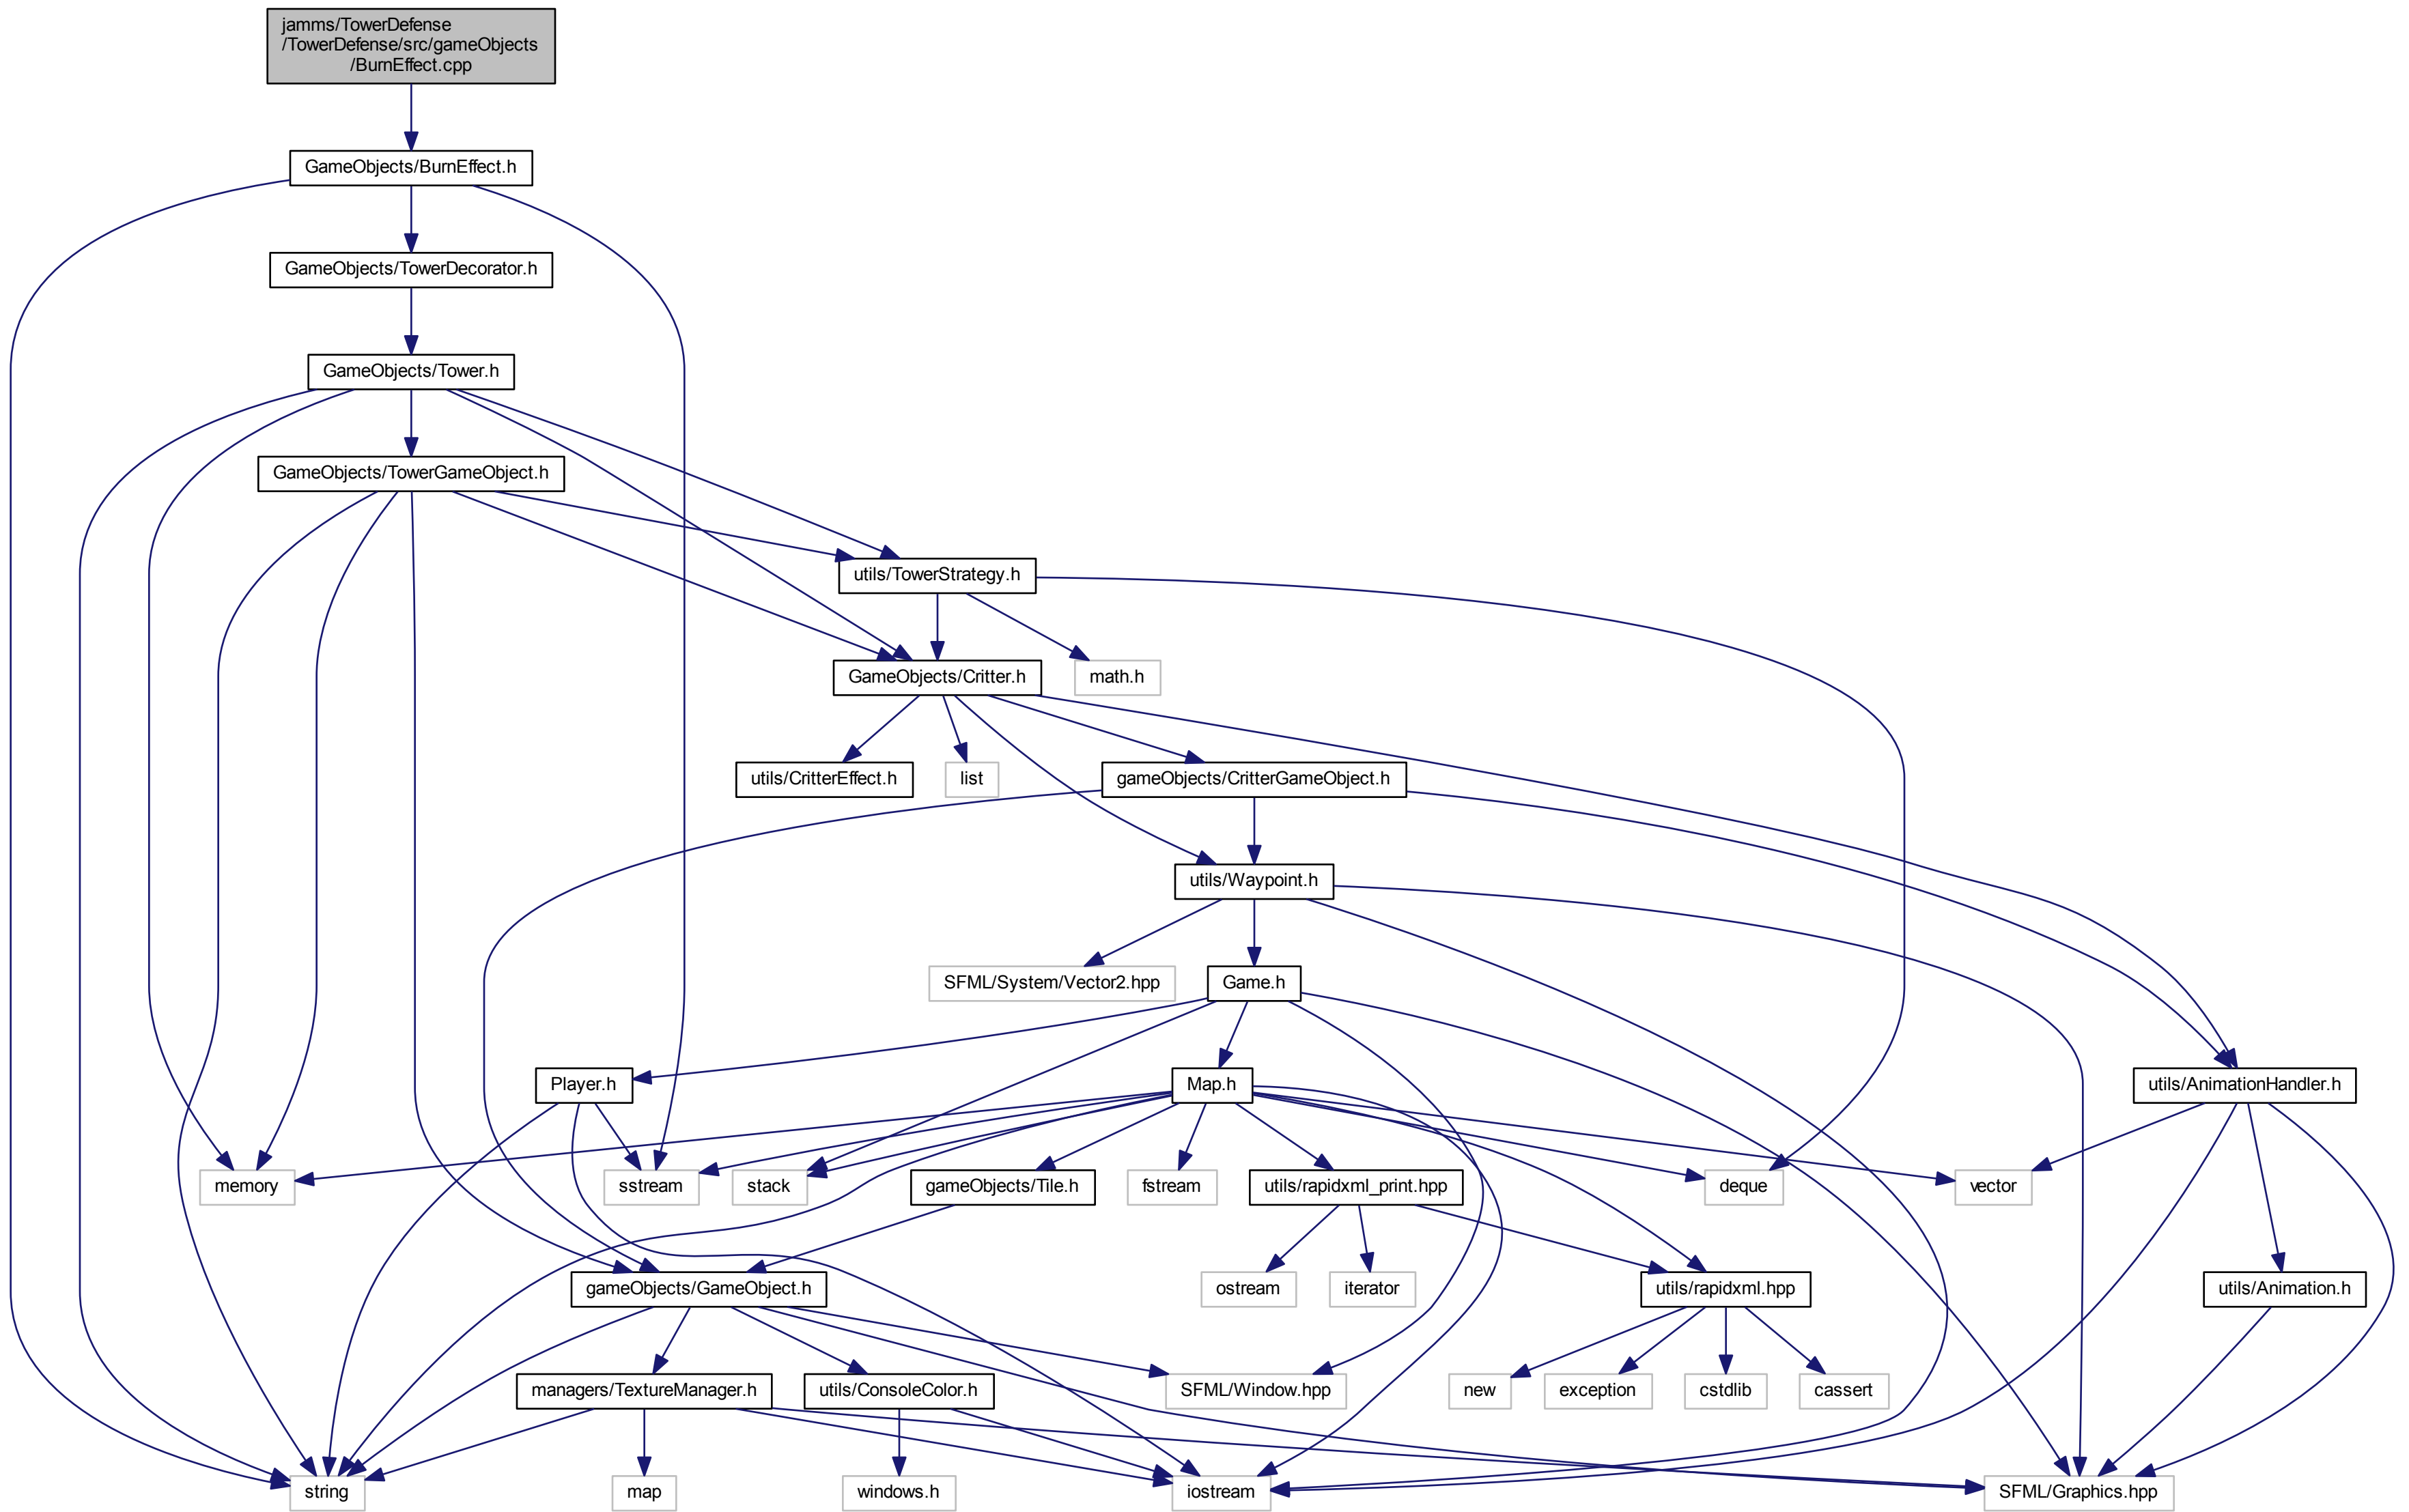 jamms/TowerDefense
/TowerDefense/src/gameObjects
/BurnEffect.cpp
GameObjects/BurnEffect.h
GameObjects/TowerDecorator.h
GameObjects/Tower.h
GameObjects/TowerGameObject.h
utils/TowerStrategy.h
GameObjects/Critter.h
math.h
utils/CritterEffect.h
list
gameObjects/CritterGameObject.h
utils/Waypoint.h
SFML/System/Vector2.hpp
Game.h
Player.h
Map.h
utils/AnimationHandler.h
memory
sstream
stack
gameObjects/Tile.h
fstream
utils/rapidxml_print.hpp
deque
vector
gameObjects/GameObject.h
ostream
iterator
utils/rapidxml.hpp
utils/Animation.h
managers/TextureManager.h
utils/ConsoleColor.h
SFML/Window.hpp
new
exception
cstdlib
cassert
string
map
windows.h
iostream
SFML/Graphics.hpp